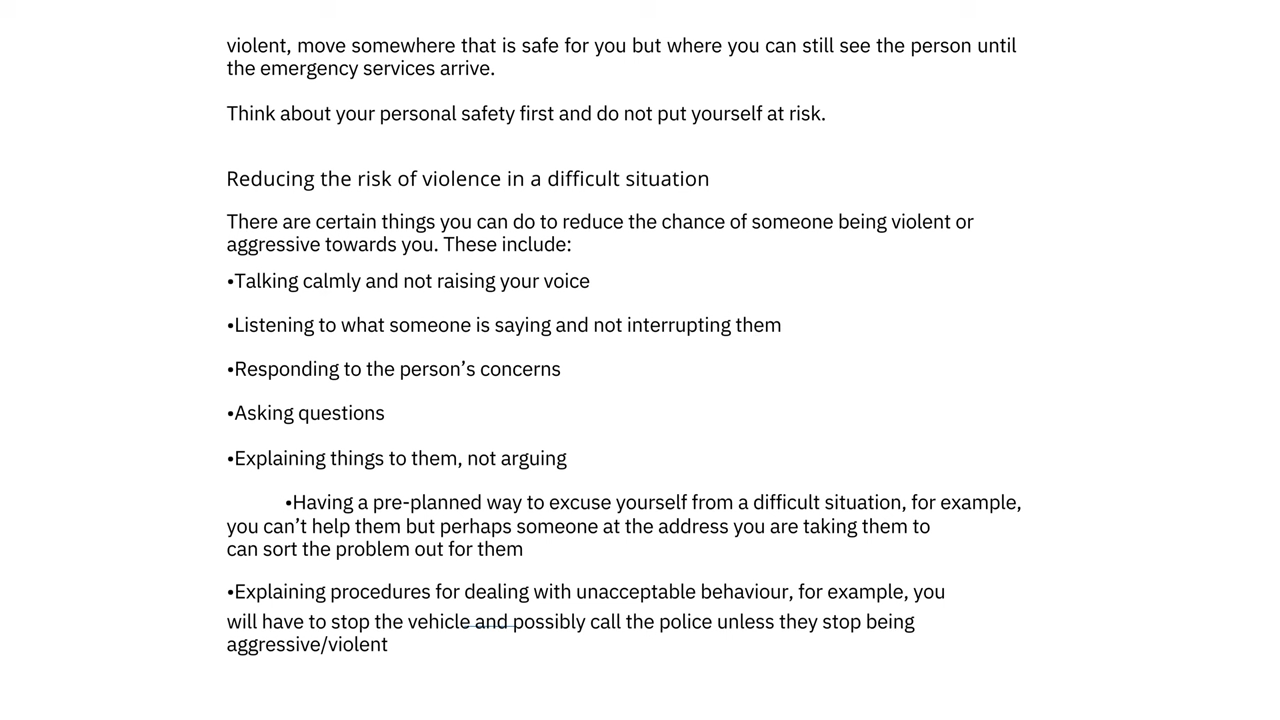 violent, move somewhere that is safe for you but where you can still see the person until
the emergency services arrive.
Think about your personal safety first and do not put yourself at risk.
Reducing the risk of violence in a difficult situation
There are certain things you can do to reduce the chance of someone being violent or
aggressive towards you. These include:
•Talking calmly and not raising your voice
•Listening to what someone is saying and not interrupting them
•Responding to the person’s concerns
•Asking questions
•Explaining things to them, not arguing
•Having a pre-planned way to excuse yourself from a difficult situation, for example,
you can’t help them but perhaps someone at the address you are taking them to
can sort the problem out for them
•Explaining procedures for dealing with unacceptable behaviour, for example, you
will have to stop the vehicle and possibly call the police unless they stop being
aggressive/violent